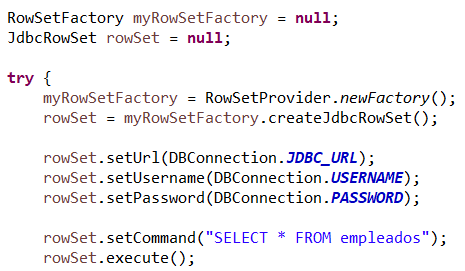 RowSetFactory myRowSetFactory = null;
JdbcRowSet rowSet = null;

try {
    myRowSetFactory = RowSetProvider.newFactory();
    rowSet = myRowSetFactory.createJdbcRowSet();

    rowSet.setUrl(DBConnection.JDBC_URL);
    rowSet.setUsername(DBConnection.USERNAME);
    rowSet.setPassword(DBConnection.PASSWORD);

    rowSet.setCommand("SELECT * FROM empleados");
    rowSet.execute();